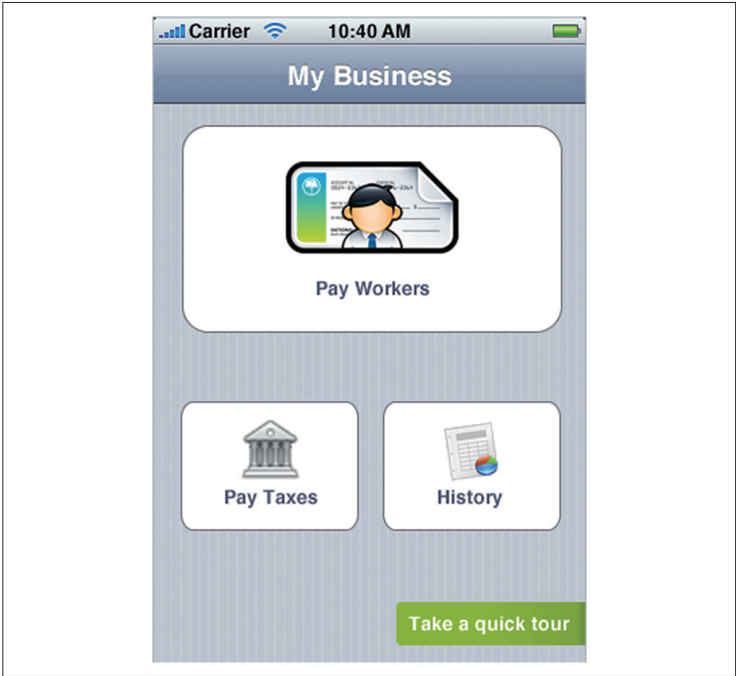 Carrier 10:40 AM
My Business
Pay Workers
Pay Taxes History
Take a quick tour